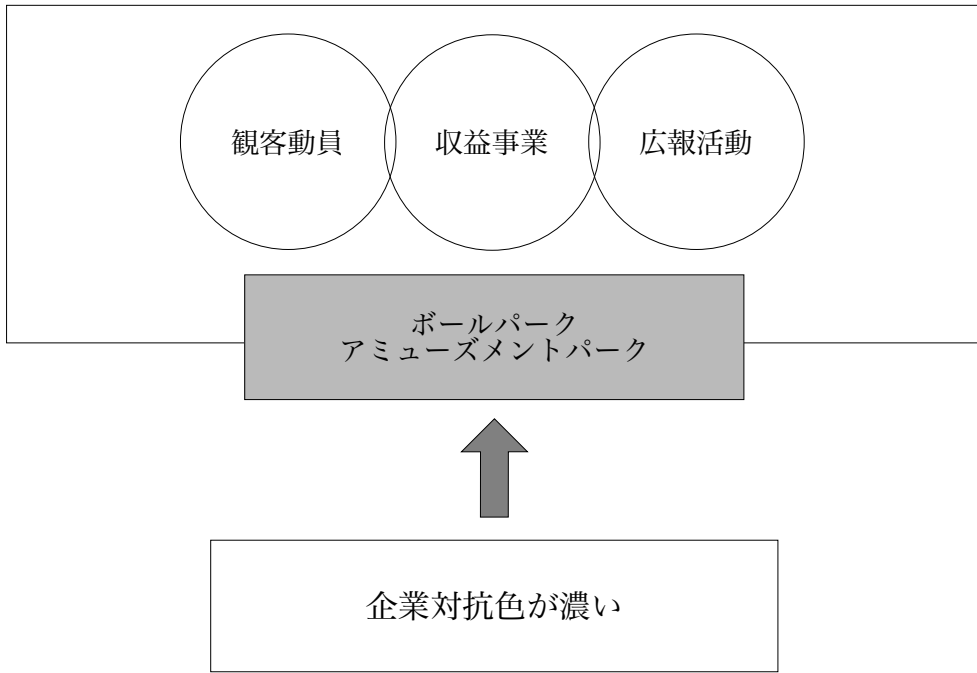 観客動員
収益事業
広報活動
ボールパーク
アミューズメントパーク
企業対抗色が濃い